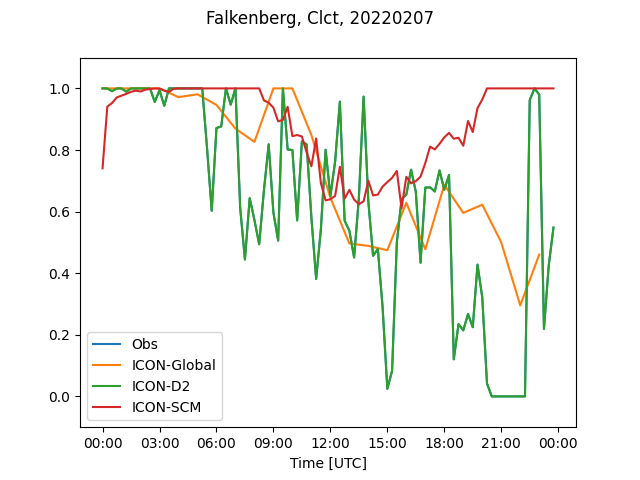 Falkenberg, Clct, 20220207
1.0
0.8
0.6
0.4
0.2
0.0
Obs
ICON-Global
ICON-D2
ICON-SCM
00:00 03:00 06:00 09:00 12:00 15:00 18:00 21:00 00:00
Time [UTC]